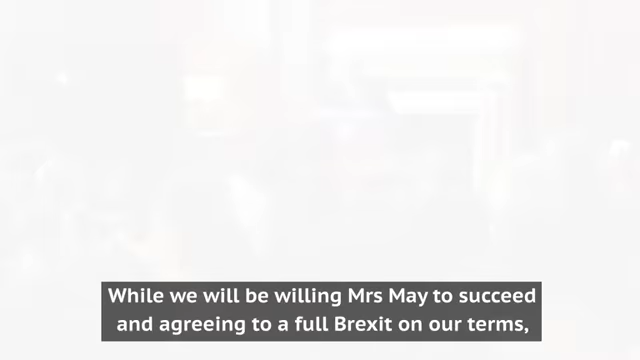 While we will be willing Mrs May to succeed
and agreeing to a full Brexit on our terms,